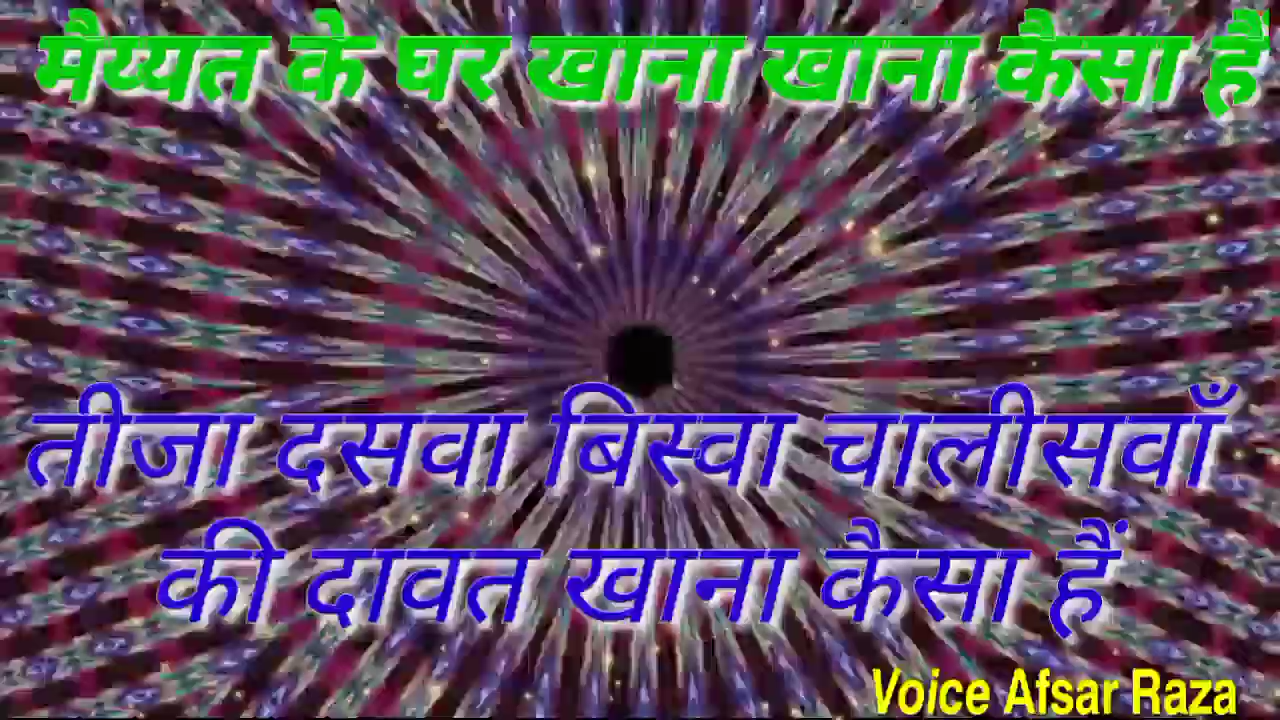 मैय्यत के घर खाना खाना कैसा हैं
तीजा दसवा बिस्वा चालीसवाँ
की दावत खाना कैसा हैं
Voice Afsar Raza